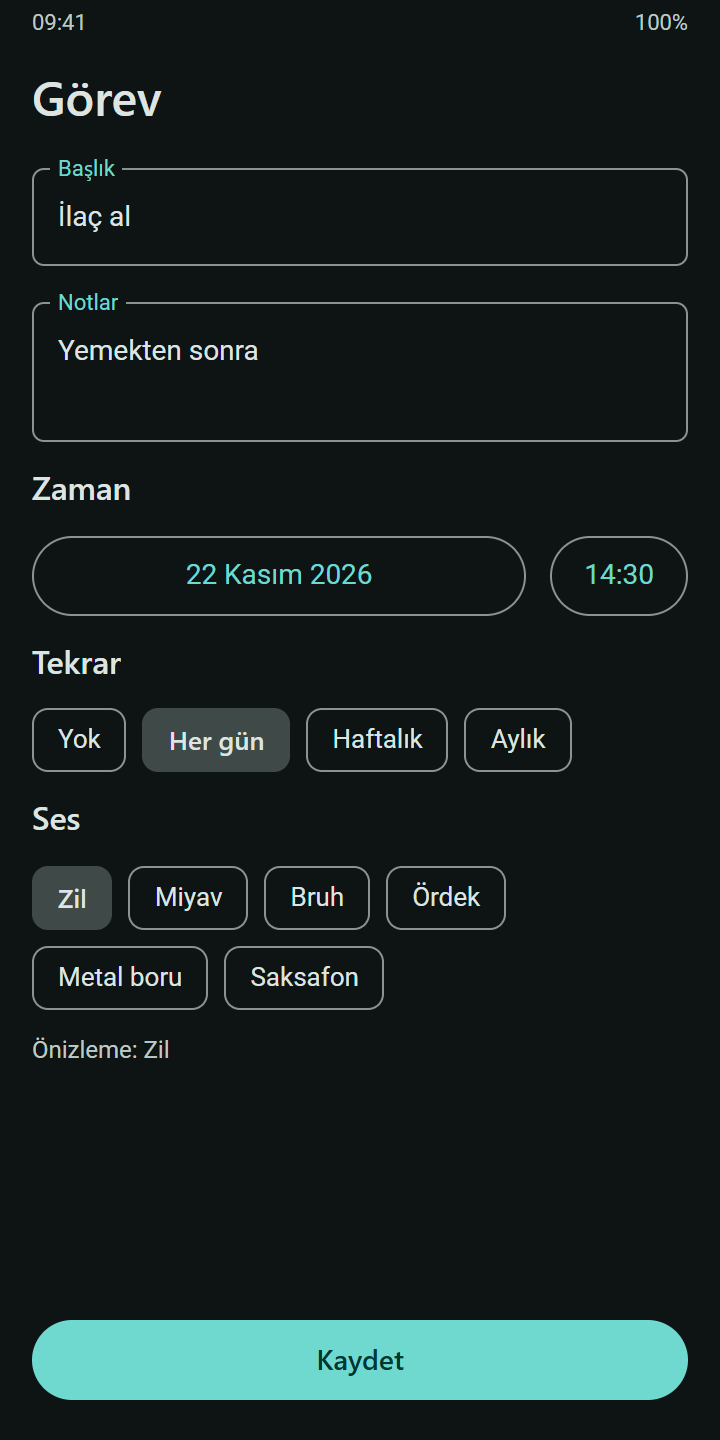 09:41 100%
Görev
Başlık
İlaç al
Notlar
Yemekten sonra
Zaman
22 Kasım 2026 14:30
Tekrar
Yok Her gün Haftalık Aylık
Ses
Zil Miyav Bruh Ördek
Metal boru Saksafon
Önizleme: Zil
Kaydet